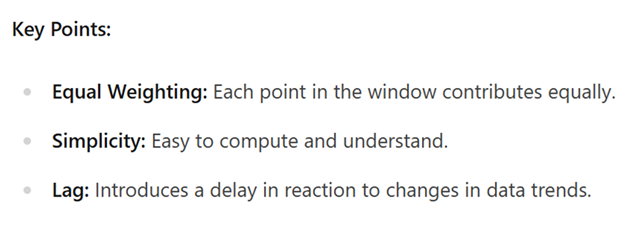 Key Points:
Equal Weighting: Each point in the window contributes equally.
Simplicity: Easy to compute and understand.
Lag: Introduces a delay in reaction to changes in data trends.